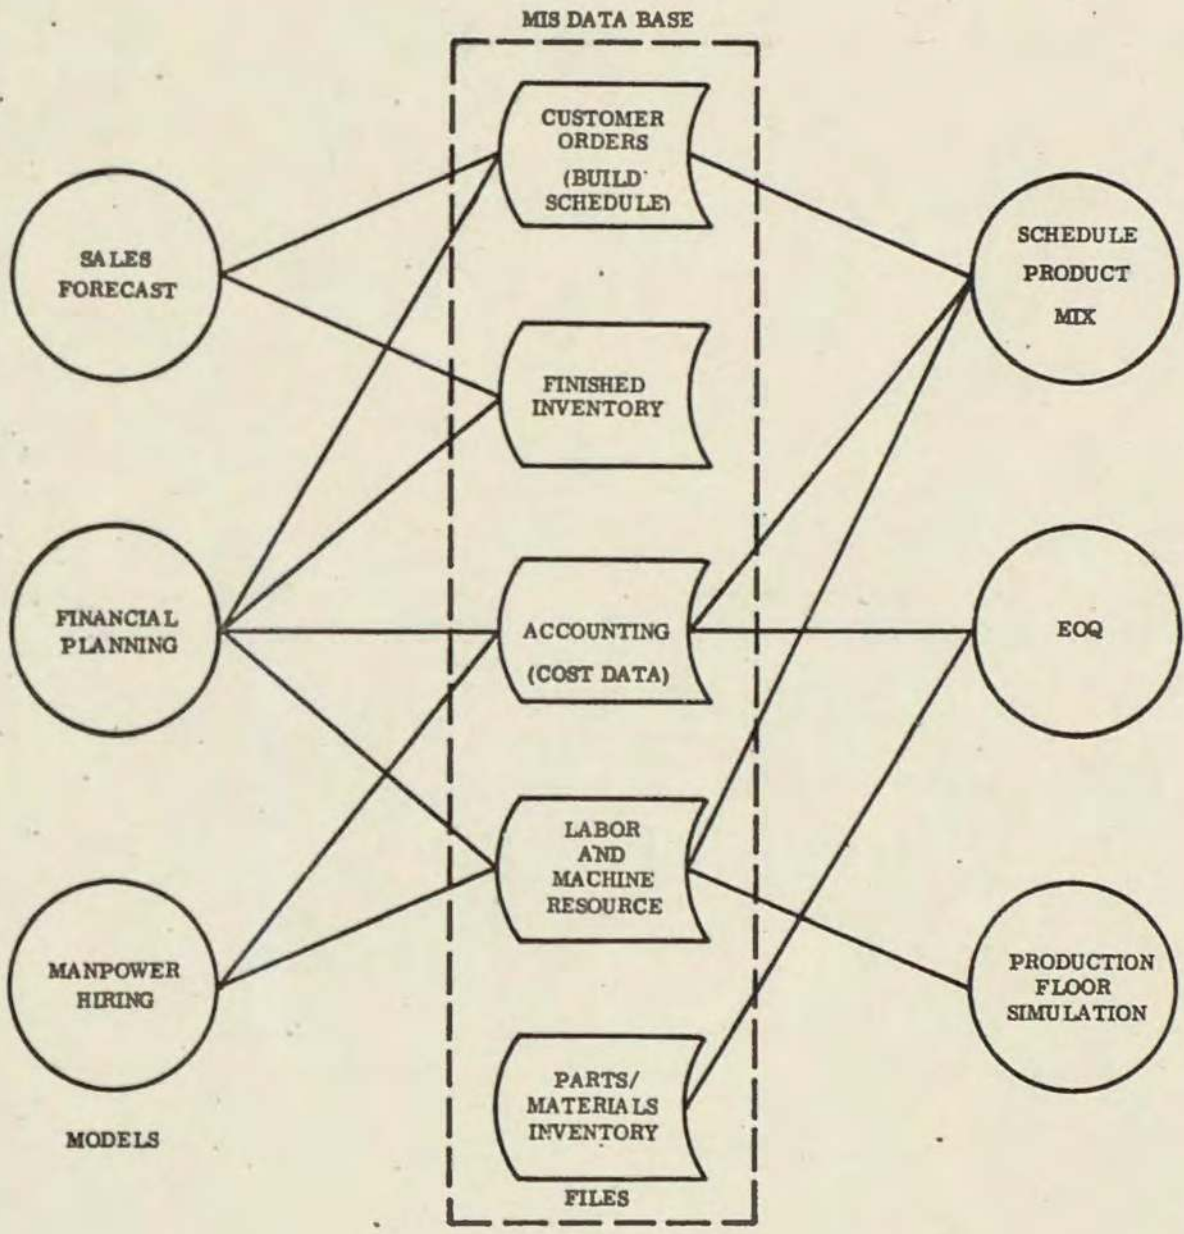 MIS DATA BASE
CUSTOMER
ORDERS
(BUILD
SCHEDULE)
SALES
FORECAST
SCHEDULE
PRODUCT
MIX
FINISHED
INVENTORY
FINANCIAL
PLANNING
ACCOUNTING
(COST DATA)
EOQ
LABOR
AND
MACHINE
RESOURCE
MANPOWER
HIRING
PRODUCTION
FLOOR
SIMULATION
PARTS/
MATERIALS
INVENTORY
MODELS
FILES